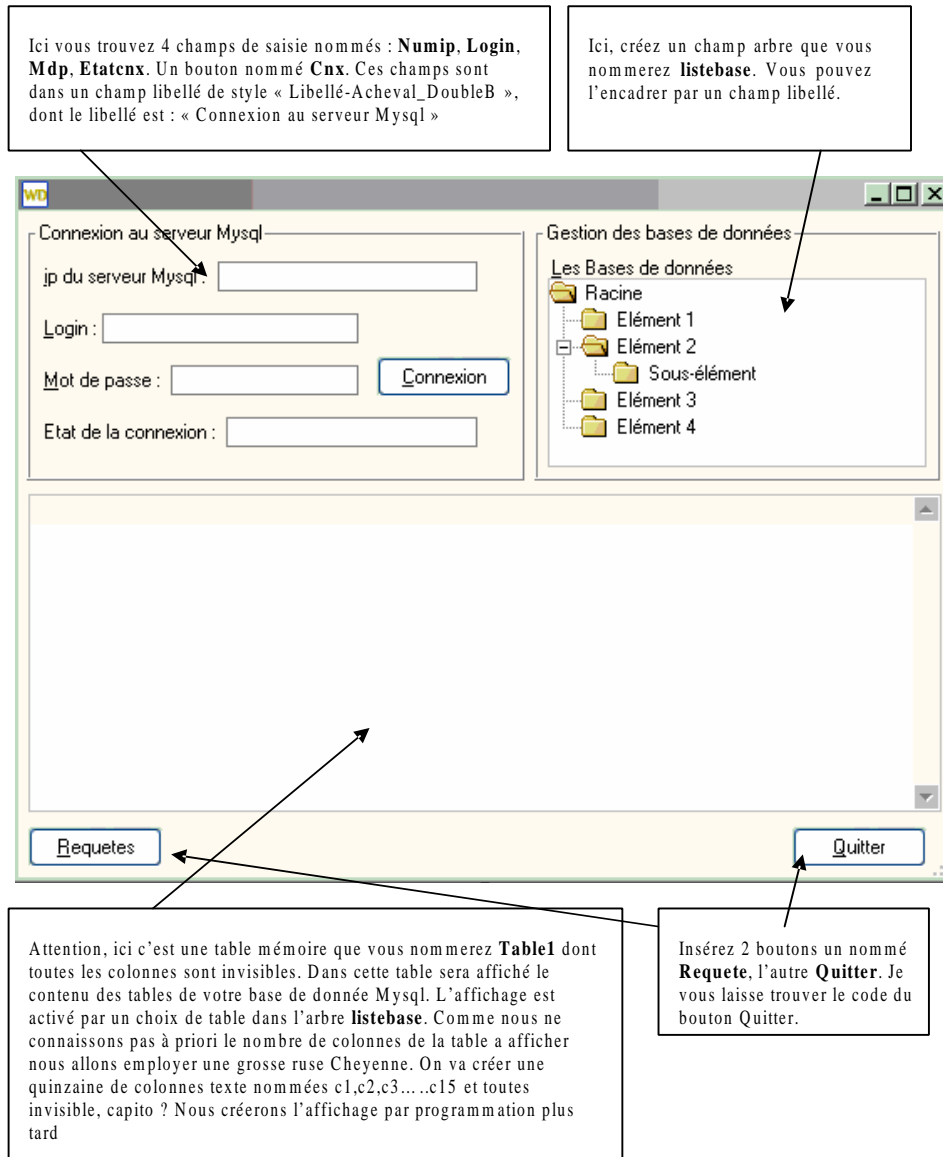 Ici vous trouvez 4 champs de saisie nommés : Numip, Login,
Mdp, Etatcnx. Un bouton nommé Cnx. Ces champs sont
dans un champ libellé de style « Libellé-Acheval_DoubleB »,
dont le libellé est : « Connexion au serveur Mysql »
Ici, créez un champ arbre que vous
nommerez listebase. Vous pouvez
l'encadrer par un champ libellé.
WD
Connexion au serveur Mysql
ip du serveur Mysql :
Login :
Mot de passe :
Connexion
Etat de la connexion :
Gestion des bases de données
Les Bases de données
Racine
Elément 1
Elément 2
Sous-élément
Elément 3
Elément 4
Requetes
Quitter
Attention, ici c'est une table mémoire que vous nommerez Table1 dont
toutes les colonnes sont invisibles. Dans cette table sera affiché le
contenu des tables de votre base de donnée Mysql. L'affichage est
activé par un choix de table dans l'arbre listebase. Comme nous ne
connaissons pas à priori le nombre de colonnes de la table a afficher
nous allons employer une grosse ruse Cheyenne. On va créer une
quinzaine de colonnes texte nommées c1,c2,c3.....c15 et toutes
invisible, capito ? Nous créerons l'affichage par programmation plus
tard
Insérez 2 boutons un nommé
Requete, l'autre Quitter. Je
vous laisse trouver le code du
bouton Quitter.